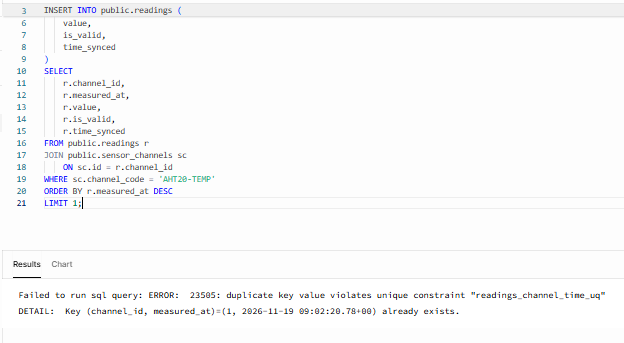 3 INSERT INTO public.readings (
6 value,
7 is_valid,
8 time_synced
9 )
10 SELECT
11 r.channel_id,
12 r.measured_at,
13 r.value,
14 r.is_valid,
15 r.time_synced
16 FROM public.readings r
17 JOIN public.sensor_channels sc
18 ON sc.id = r.channel_id
19 WHERE sc.channel_code = 'AHT20-TEMP'
20 ORDER BY r.measured_at DESC
21 LIMIT 1;
Results Chart
Failed to run sql query: ERROR: 23505: duplicate key value violates unique constraint "readings_channel_time_uq"
DETAIL: Key (channel_id, measured_at)=(1, 2026-11-19 09:02:20.78+00) already exists.